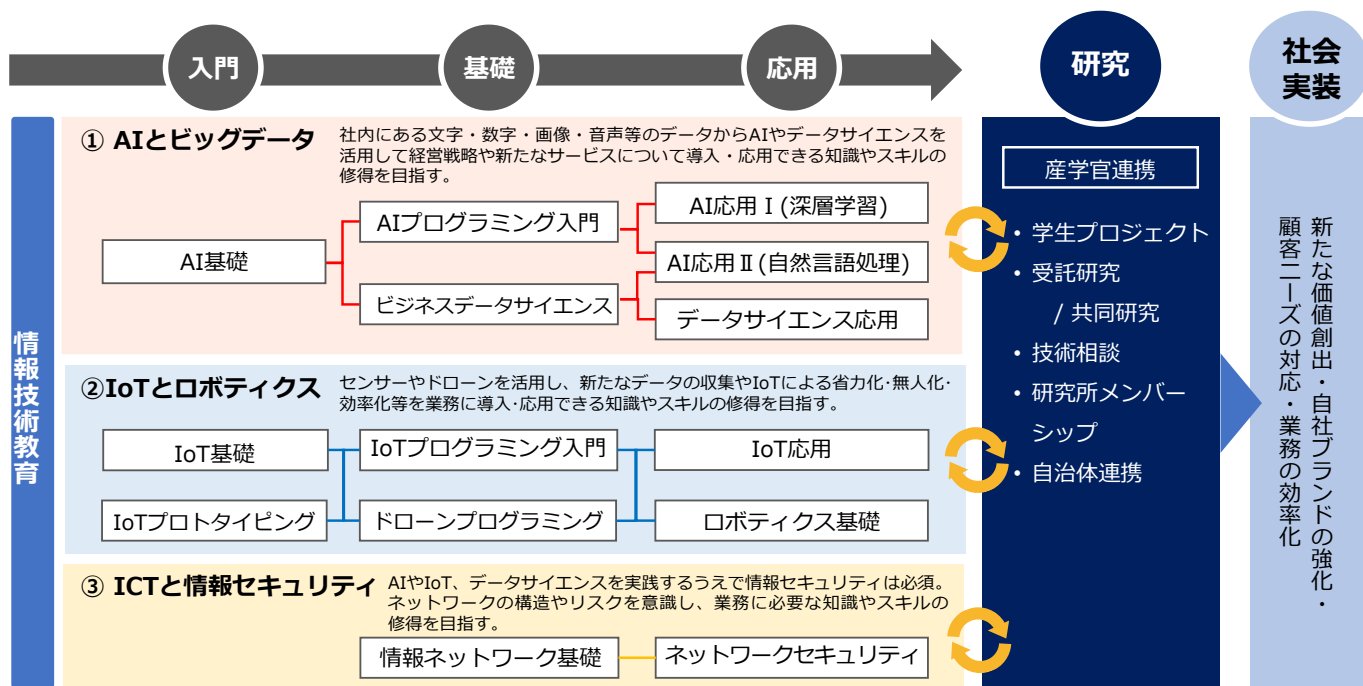 入門
基礎
応用
研究
社会
実装
情報技術教育
① AIとビッグデータ
社内にある文字・数字・画像・音声等のデータからAIやデータサイエンスを
活用して経営戦略や新たなサービスについて導入・応用できる知識やスキルの
修得を目指す。
AI基礎
AIプログラミング入門
ビジネスデータサイエンス
AI応用Ⅰ(深層学習)
AI応用Ⅱ(自然言語処理)
データサイエンス応用
②IoTとロボティクス
センサーやドローンを活用し、新たなデータの収集やIoTによる省力化･無人化･
効率化等を業務に導入･応用できる知識やスキルの修得を目指す。
IoT基礎
IoTプログラミング入門
IoT応用
IoTプロトタイピング
ドローンプログラミング
ロボティクス基礎
③ ICTと情報セキュリティ
AIやIoT、データサイエンスを実践するうえで情報セキュリティは必須。
ネットワークの構造やリスクを意識し、業務に必要な知識やスキルの
修得を目指す。
情報ネットワーク基礎
ネットワークセキュリティ
産学官連携
・学生プロジェクト
・受託研究
/ 共同研究
・技術相談
・研究所メンバー
シップ
・自治体連携
新たな価値創出・自社ブランドの強化・
顧客ニーズの対応・業務の効率化